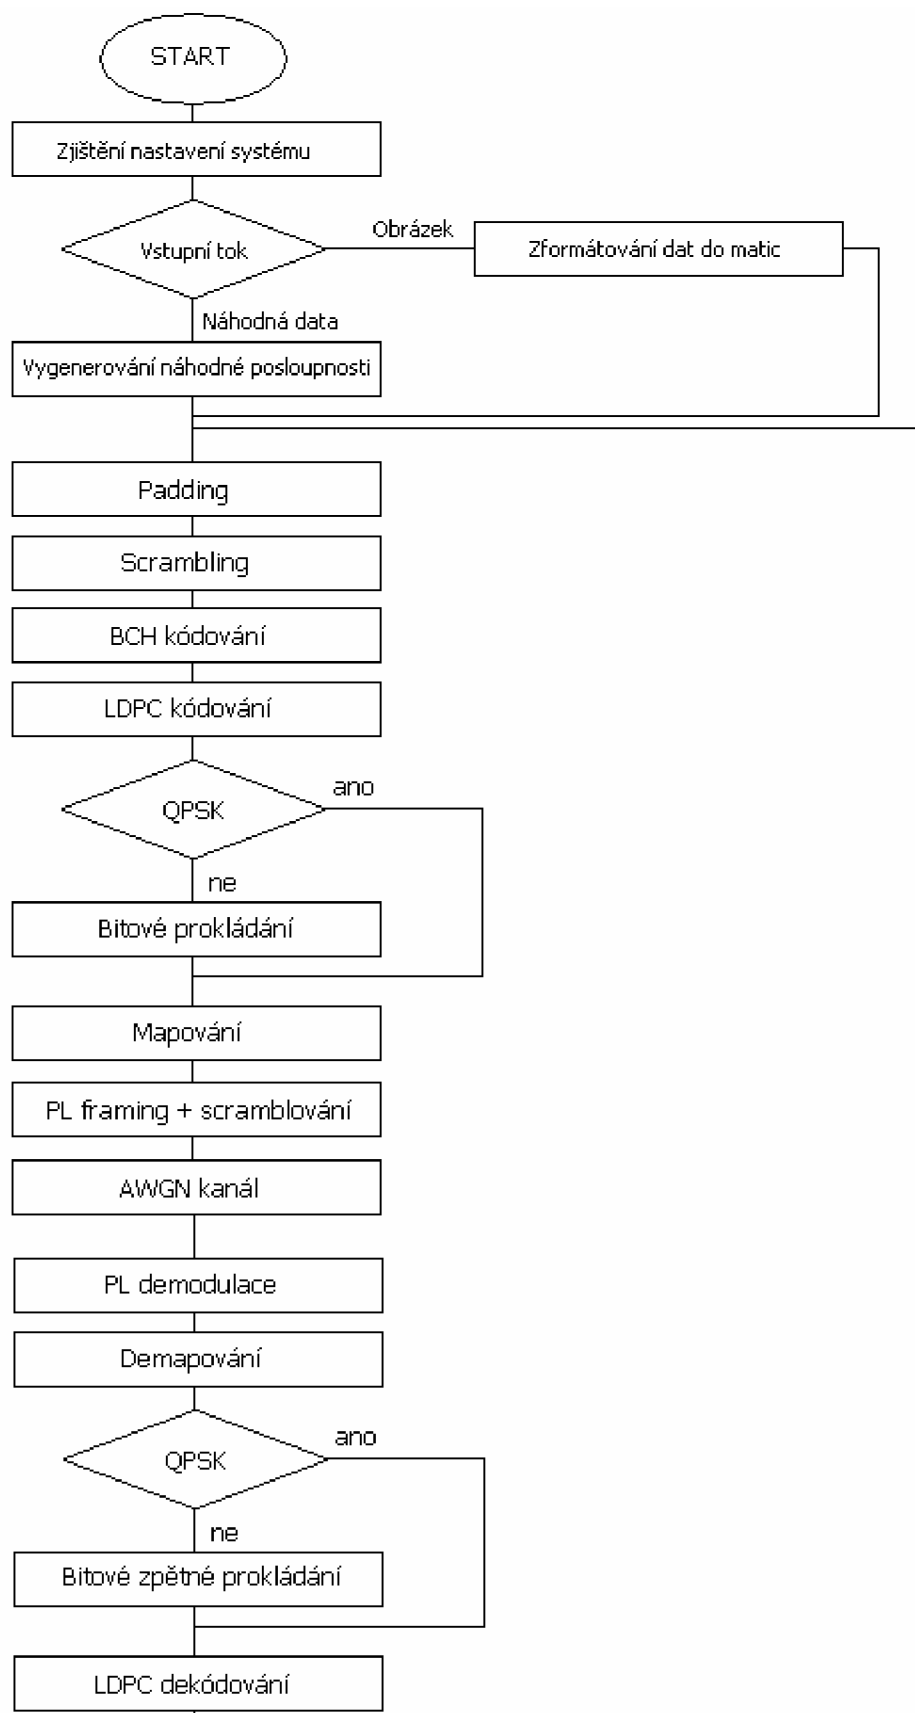 START
Zjištění nastavení systému
Vstupní tok
Obrázek
Zformátování dat do matic
Náhodná data
Vygenerování náhodné posloupnosti
Padding
Scrambling
BCH kódování
LDPC kódování
QPSK
ano
ne
Bitové prokládání
Mapování
PL framing + scramblování
AWGN kanál
PL demodulace
Demapování
QPSK
ano
ne
Bitové zpětné prokládání
LDPC dekódování